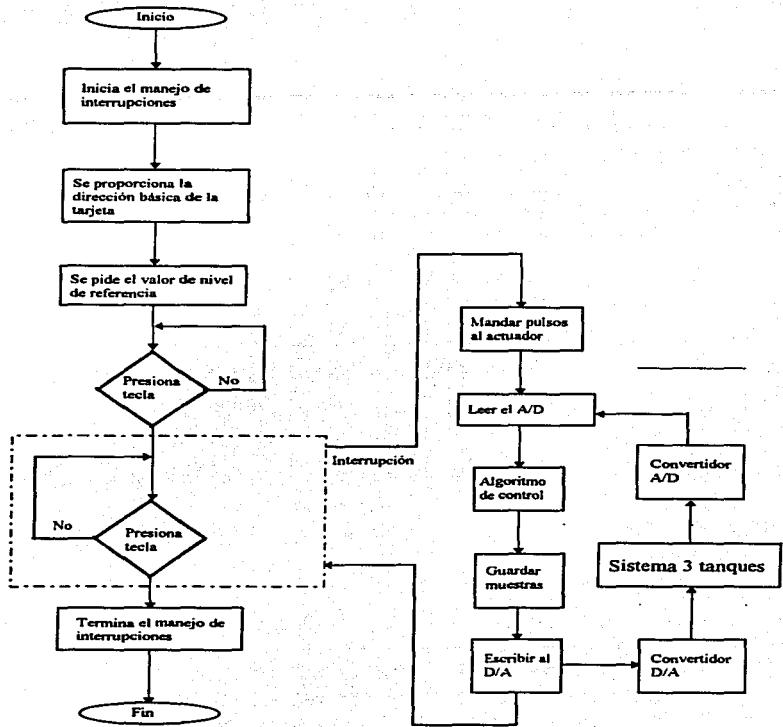 Inicio
Inicia el manejo de
interrupciones
Se proporciona la
dirección básica de la
tarjeta
Se pide el valor de nivel
de referencia
Presiona
tecla
No
Interrupción
No
Presiona
tecla
Termina el manejo de
interrupciones
Fin
Mandar pulsos
al actuador
Leer el A/D
Algoritmo
de control
Guardar
muestras
Escribir al
D/A
Convertidor
A/D
Sistema 3 tanques
Convertidor
D/A